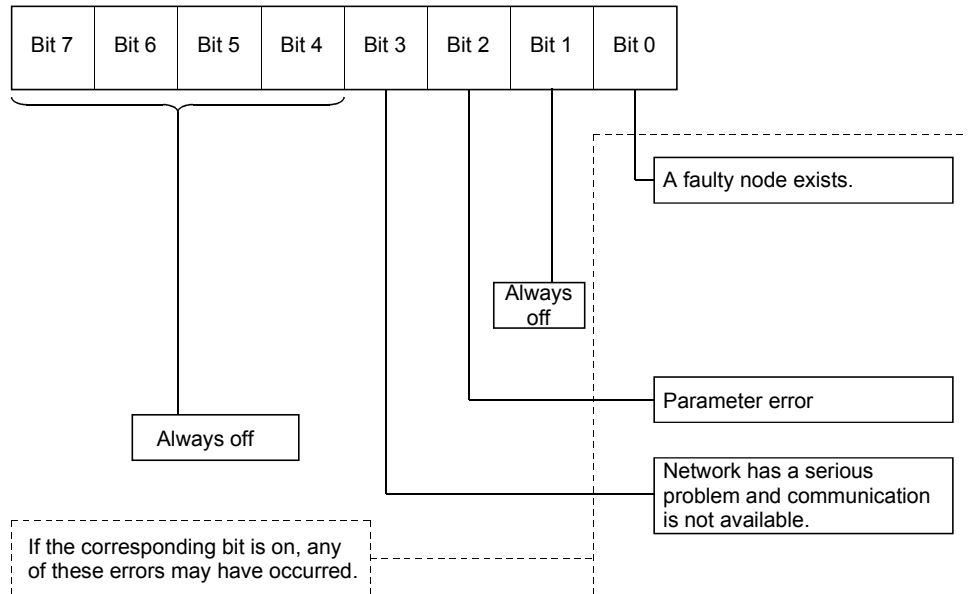 Bit 7 Bit 6 Bit 5 Bit 4 Bit 3 Bit 2 Bit 1 Bit 0
A faulty node exists.
Always
off
Parameter error
Always off
Network has a serious
problem and communication
is not available.
If the corresponding bit is on, any
of these errors may have occurred.